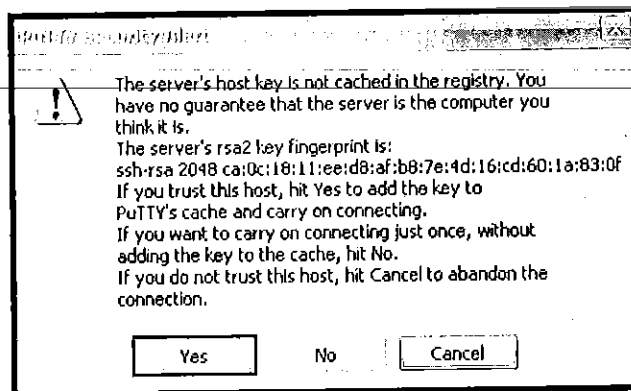 The server's host key is not cached in the registry. You
have no guarantee that the server is the computer you
think it is.
The server's rsa2 key fingerprint is:
ssh-rsa 2048 ca:0c:18:11:ee:d8:af:b8:7e:4d:16:cd:60:1a:83:0f
If you trust this host, hit Yes to add the key to
PuTTY's cache and carry on connecting.
If you want to carry on connecting just once, without
adding the key to the cache, hit No.
If you do not trust this host, hit Cancel to abandon the
connection.
Yes No Cancel